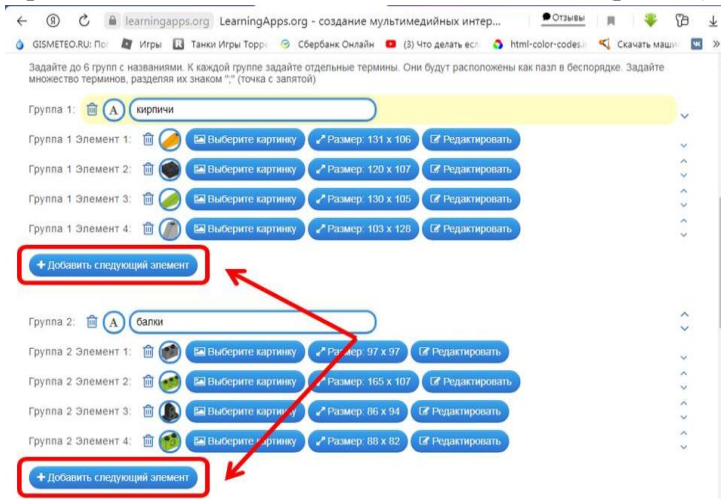 learningapps.org LearningApps.org - создание мультимедийных интер... Отзывы
GISMETEO.RU: Пог Игры Танки Игры Торре Сбербанк Онлайн (3) Что делать есл html-color-codes.i Скачать маши »
Задайте до 6 групп с названиями. К каждой группе задайте отдельные термины. Они будут расположены как пазл в беспорядке. Задайте
множество терминов, разделяя их знаком ";" (точка с запятой)
Группа 1: A кирпичи
Группа 1 Элемент 1: Выберите картинку Размер: 131 x 106 Редактировать
Группа 1 Элемент 2: Выберите картинку Размер: 120 x 107 Редактировать
Группа 1 Элемент 3: Выберите картинку Размер: 130 x 105 Редактировать
Группа 1 Элемент 4: Выберите картинку Размер: 103 x 128 Редактировать
+ Добавить следующий элемент
Группа 2: A балки
Группа 2 Элемент 1: Выберите картинку Размер: 97 x 97 Редактировать
Группа 2 Элемент 2: Выберите картинку Размер: 165 x 107 Редактировать
Группа 2 Элемент 3: Выберите картинку Размер: 86 x 94 Редактировать
Группа 2 Элемент 4: Выберите картинку Размер: 88 x 82 Редактировать
+ Добавить следующий элемент